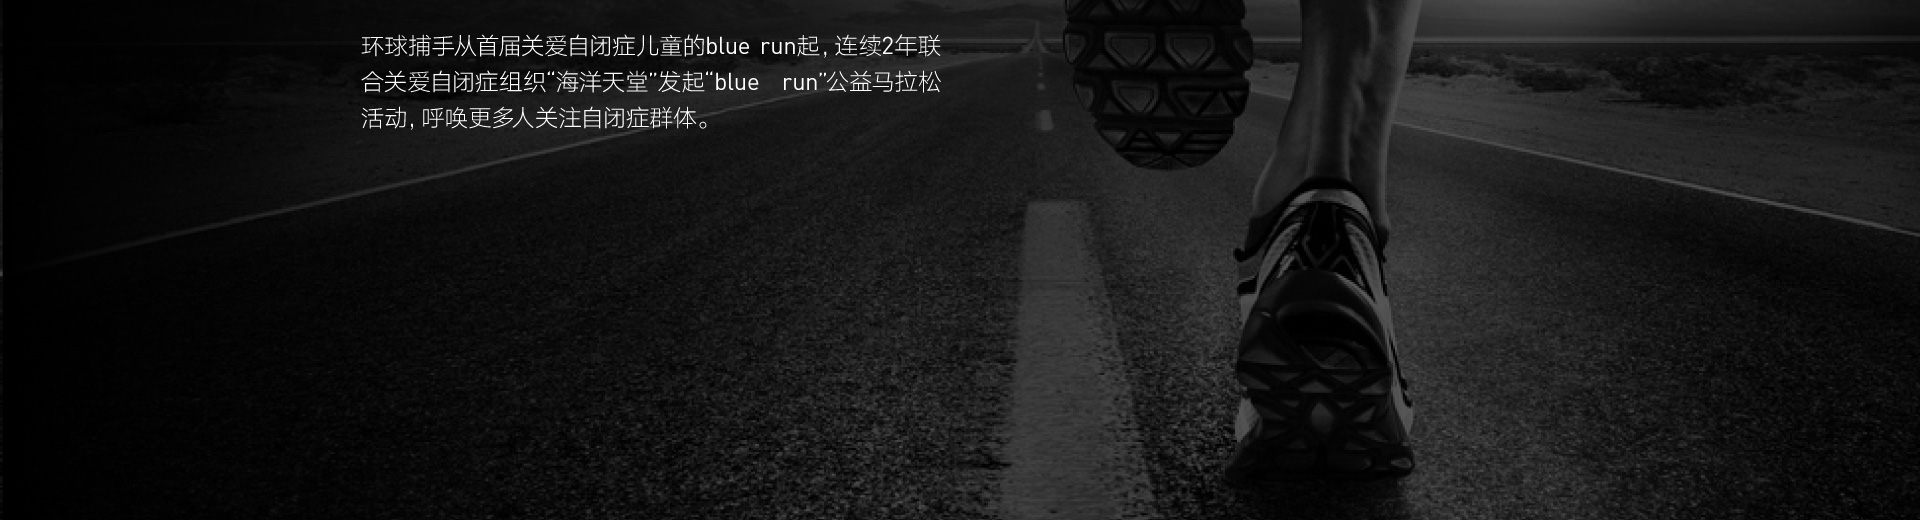 环球捕手从首届关爱自闭症儿童的blue run起，连续2年联
合关爱自闭症组织“海洋天堂”发起“blue run”公益马拉松
活动，呼唤更多人关注自闭症群体。